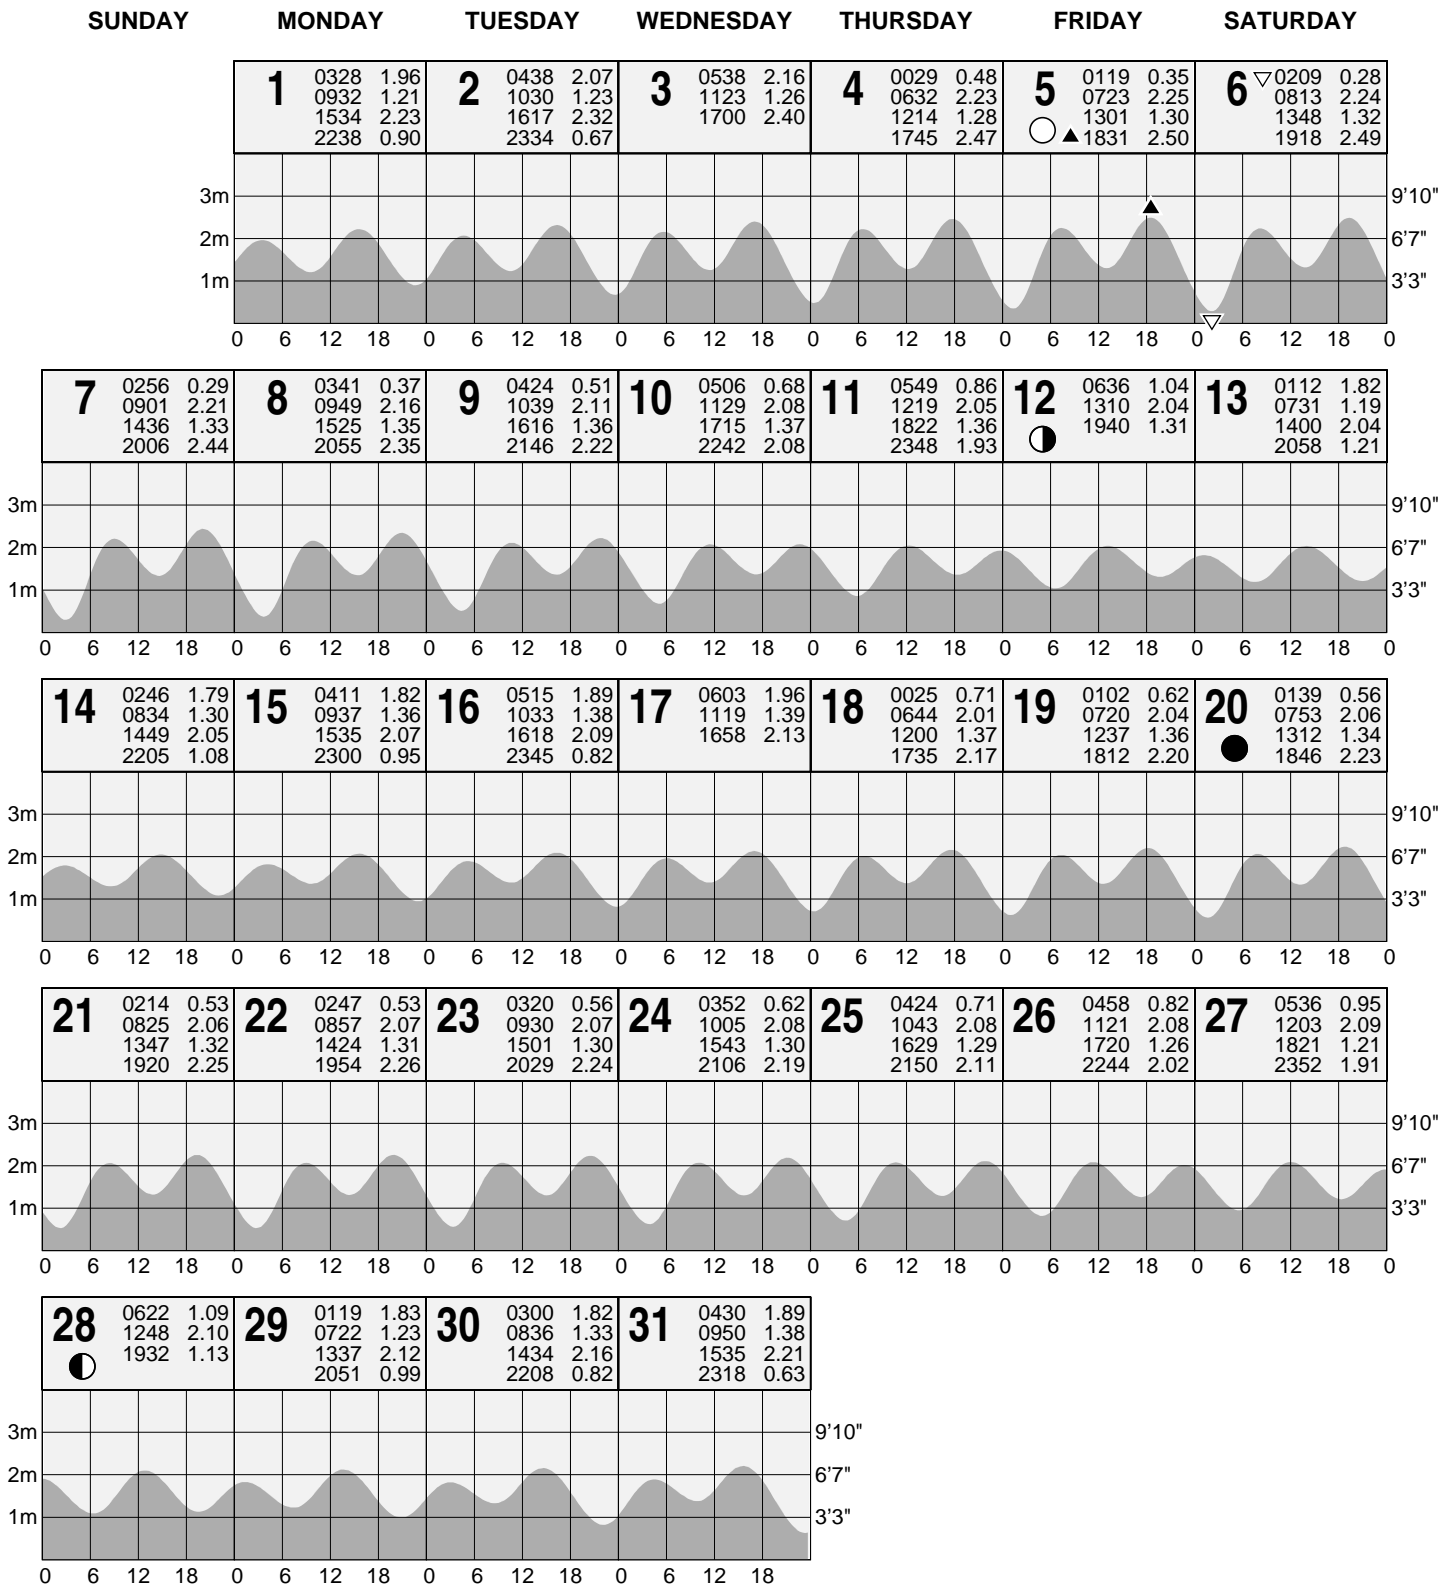 SUNDAY MONDAY TUESDAY WEDNESDAY THURSDAY FRIDAY SATURDAY
1 0328 1.96
0932 1.21
1534 2.23
2238 0.90
2 0438 2.07
1030 1.23
1617 2.32
2334 0.67
3 0538 2.16
1123 1.26
1700 2.40
4 0029 0.48
0632 2.23
1214 1.28
1745 2.47
5 0119 0.35
0723 2.25
1301 1.30
1831 2.50
6 0209 0.28
0813 2.24
1348 1.32
1918 2.49
3m 9'10"
2m 6'7"
1m 3'3"
0 6 12 18 0 6 12 18 0 6 12 18 0 6 12 18 0 6 12 18 0 6 12 18 0
7 0256 0.29
0901 2.21
1436 1.33
2006 2.44
8 0341 0.37
0949 2.16
1525 1.35
2055 2.35
9 0424 0.51
1039 2.11
1616 1.36
2146 2.22
10 0506 0.68
1129 2.08
1715 1.37
2242 2.08
11 0549 0.86
1219 2.05
1822 1.36
2348 1.93
12 0636 1.04
1310 2.04
1940 1.31
13 0112 1.82
0731 1.19
1400 2.04
2058 1.21
3m 9'10"
2m 6'7"
1m 3'3"
0 6 12 18 0 6 12 18 0 6 12 18 0 6 12 18 0 6 12 18 0 6 12 18 0 6 12 18 0
14 0246 1.79
0834 1.30
1449 2.05
2205 1.08
15 0411 1.82
0937 1.36
1535 2.07
2300 0.95
16 0515 1.89
1033 1.38
1618 2.09
2345 0.82
17 0603 1.96
1119 1.39
1658 2.13
18 0025 0.71
0644 2.01
1200 1.37
1735 2.17
19 0102 0.62
0720 2.04
1237 1.36
1812 2.20
20 0139 0.56
0753 2.06
1312 1.34
1846 2.23
3m 9'10"
2m 6'7"
1m 3'3"
0 6 12 18 0 6 12 18 0 6 12 18 0 6 12 18 0 6 12 18 0 6 12 18 0 6 12 18 0
21 0214 0.53
0825 2.06
1347 1.32
1920 2.25
22 0247 0.53
0857 2.07
1424 1.31
1954 2.26
23 0320 0.56
0930 2.07
1501 1.30
2029 2.24
24 0352 0.62
1005 2.08
1543 1.30
2106 2.19
25 0424 0.71
1043 2.08
1629 1.29
2150 2.11
26 0458 0.82
1121 2.08
1720 1.26
2244 2.02
27 0536 0.95
1203 2.09
1821 1.21
2352 1.91
3m 9'10"
2m 6'7"
1m 3'3"
0 6 12 18 0 6 12 18 0 6 12 18 0 6 12 18 0 6 12 18 0 6 12 18 0 6 12 18 0
28 0622 1.09
1248 2.10
1932 1.13
29 0119 1.83
0722 1.23
1337 2.12
2051 0.99
30 0300 1.82
0836 1.33
1434 2.16
2208 0.82
31 0430 1.89
0950 1.38
1535 2.21
2318 0.63
3m 9'10"
2m 6'7"
1m 3'3"
0 6 12 18 0 6 12 18 0 6 12 18 0 6 12 18